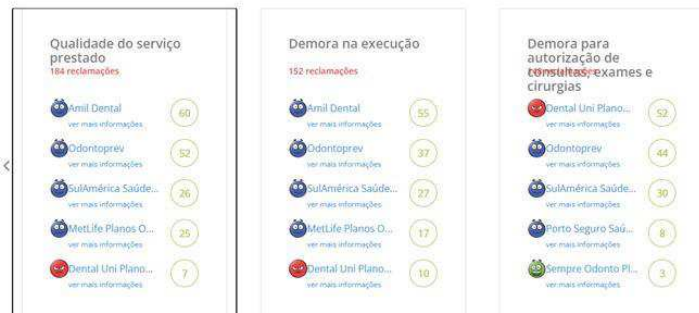 Qualidade do serviço
prestado
184 reclamações
Amil Dental
60
ver mais informações
Odontoprev
52
ver mais informações
SulAmérica Saúde...
26
ver mais informações
MetLife Planos O...
25
ver mais informações
Dental Uni Plano...
7
ver mais informações
Demora na execução
152 reclamações
Amil Dental
55
ver mais informações
Odontoprev
37
ver mais informações
SulAmérica Saúde...
27
ver mais informações
MetLife Planos O...
17
ver mais informações
Dental Uni Plano...
10
ver mais informações
Demora para
autorização de
consultas, exames e
cirurgias
Dental Uni Plano...
52
ver mais informações
Odontoprev
44
ver mais informações
SulAmérica Saúde...
30
ver mais informações
Porto Seguro Saú...
8
ver mais informações
Sempre Odonto Pl...
3
ver mais informações